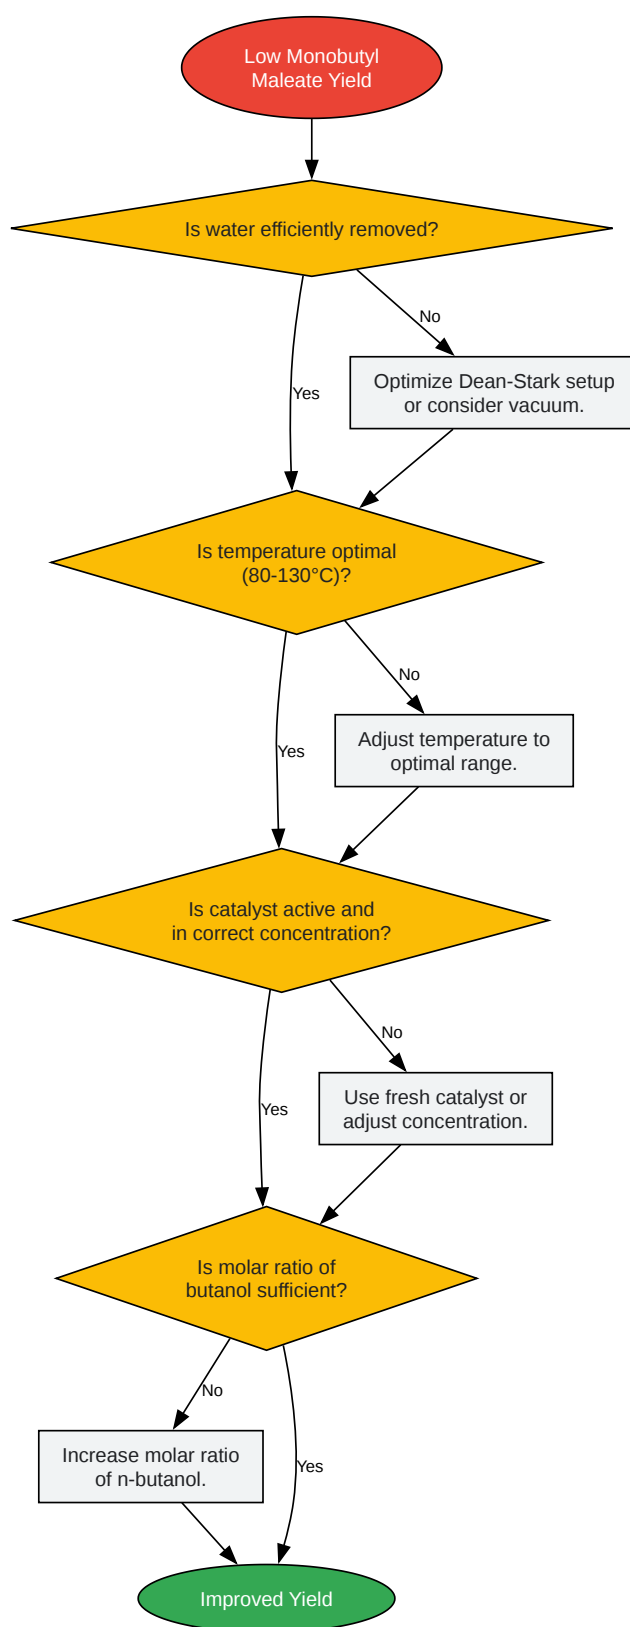 Low Monobutyl
Maleate Yield
Is water efficiently removed?
No
Optimize Dean-Stark setup
or consider vacuum.
Yes
Is temperature optimal
(80-130°C)?
No
Adjust temperature to
optimal range.
Yes
Is catalyst active and
in correct concentration?
No
Use fresh catalyst or
adjust concentration.
Yes
Is molar ratio of
butanol sufficient?
No
Increase molar ratio
of n-butanol.
Yes
Improved Yield